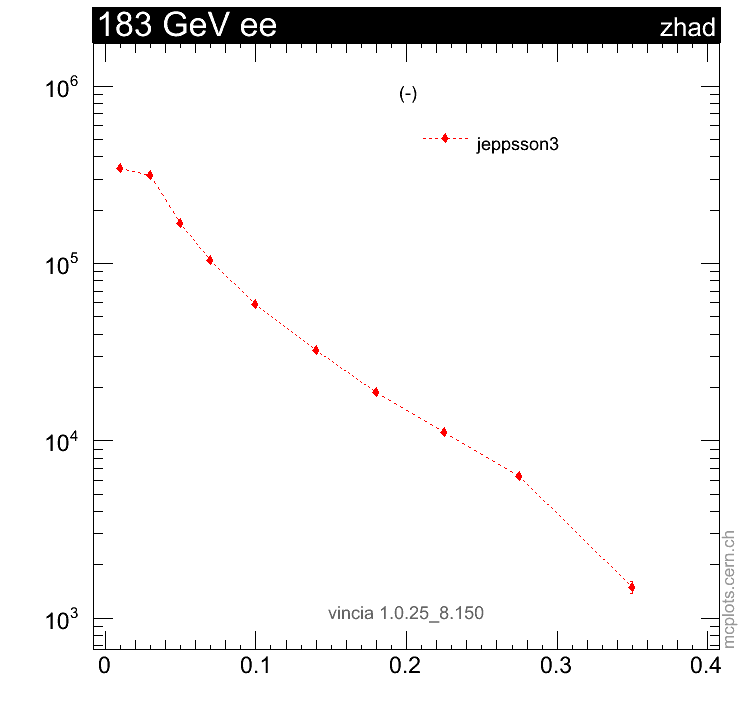 183 GeV ee
zhad
(-)
jeppsson3
10^6
10^5
10^4
10^3
vincia 1.0.25_8.150
mcplots.cern.ch
0 0.1 0.2 0.3 0.4